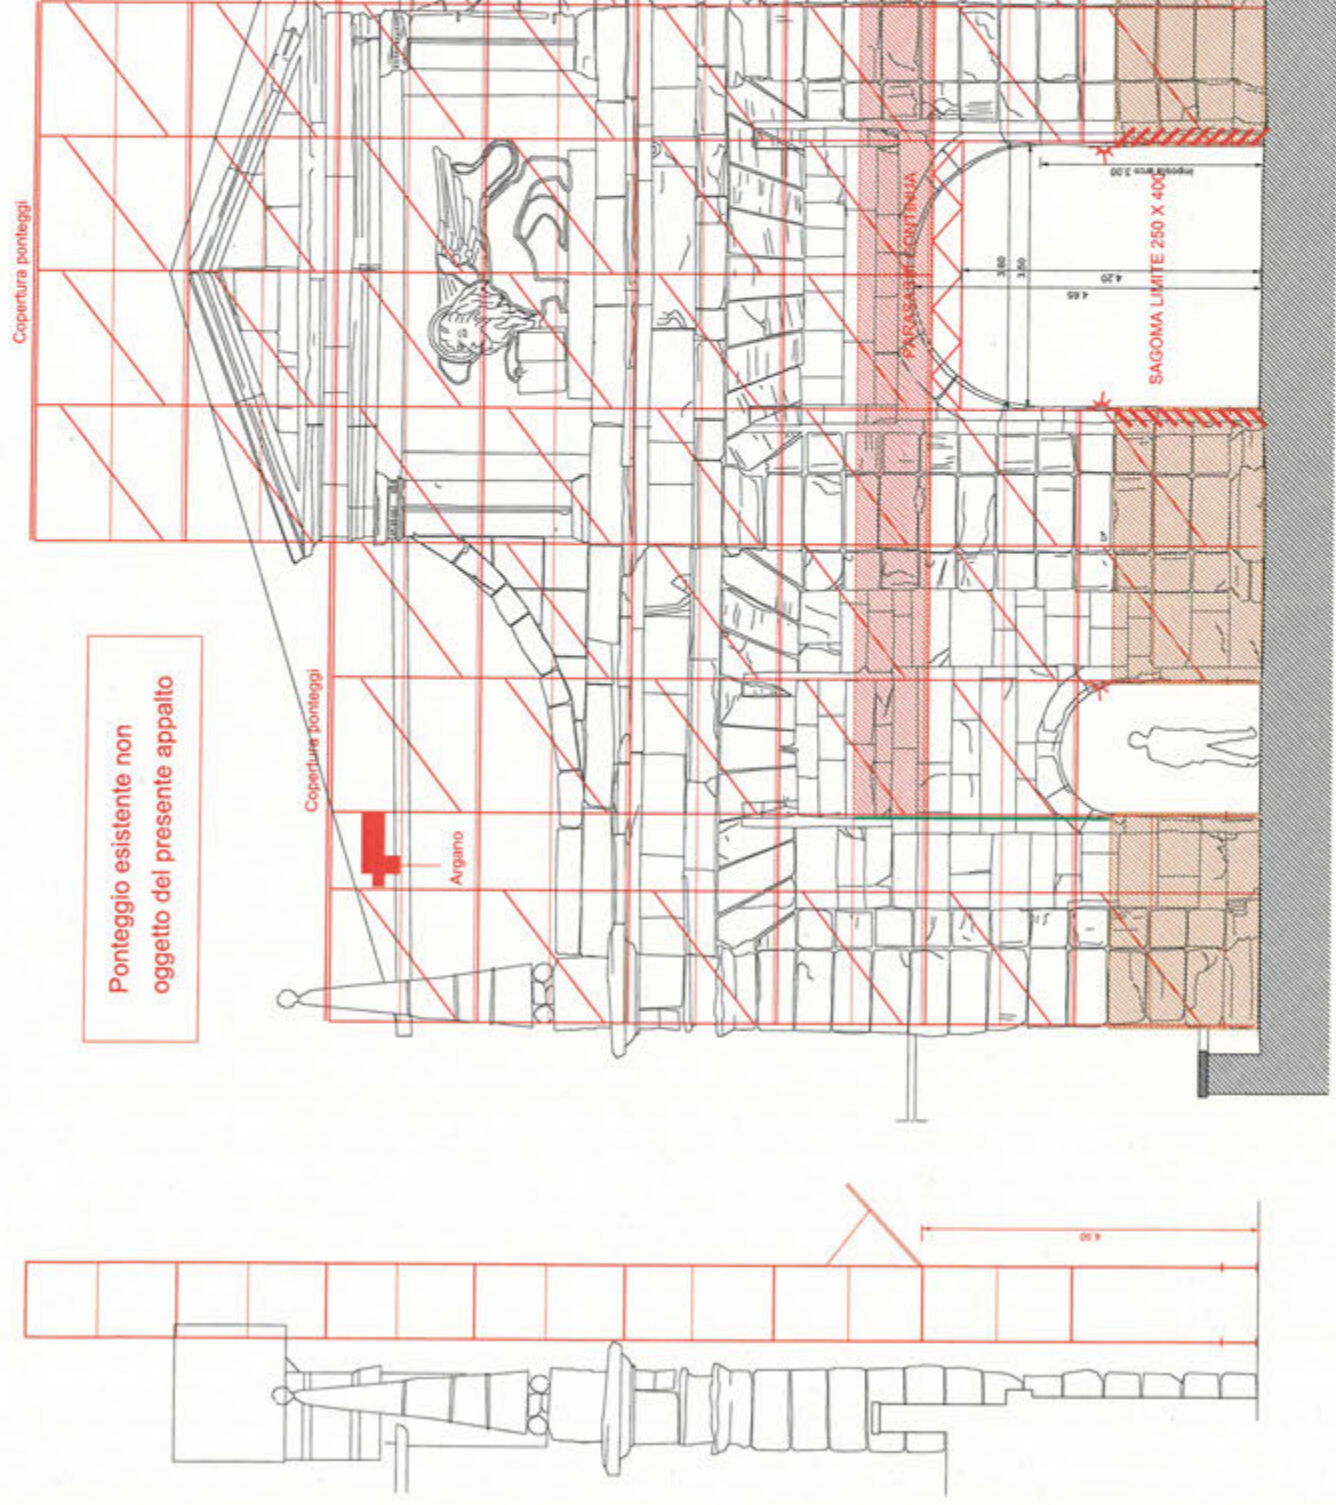 Copertura ponteggi
Ponteggio esistente non
oggetto del presente appalto
Copertura ponteggi
Argano
PARASASSI CONTINUA
SAGOMA LIMITE 250 X 400
imposta arco 3.00
3.60
3.50
4.20
4.65
4.50